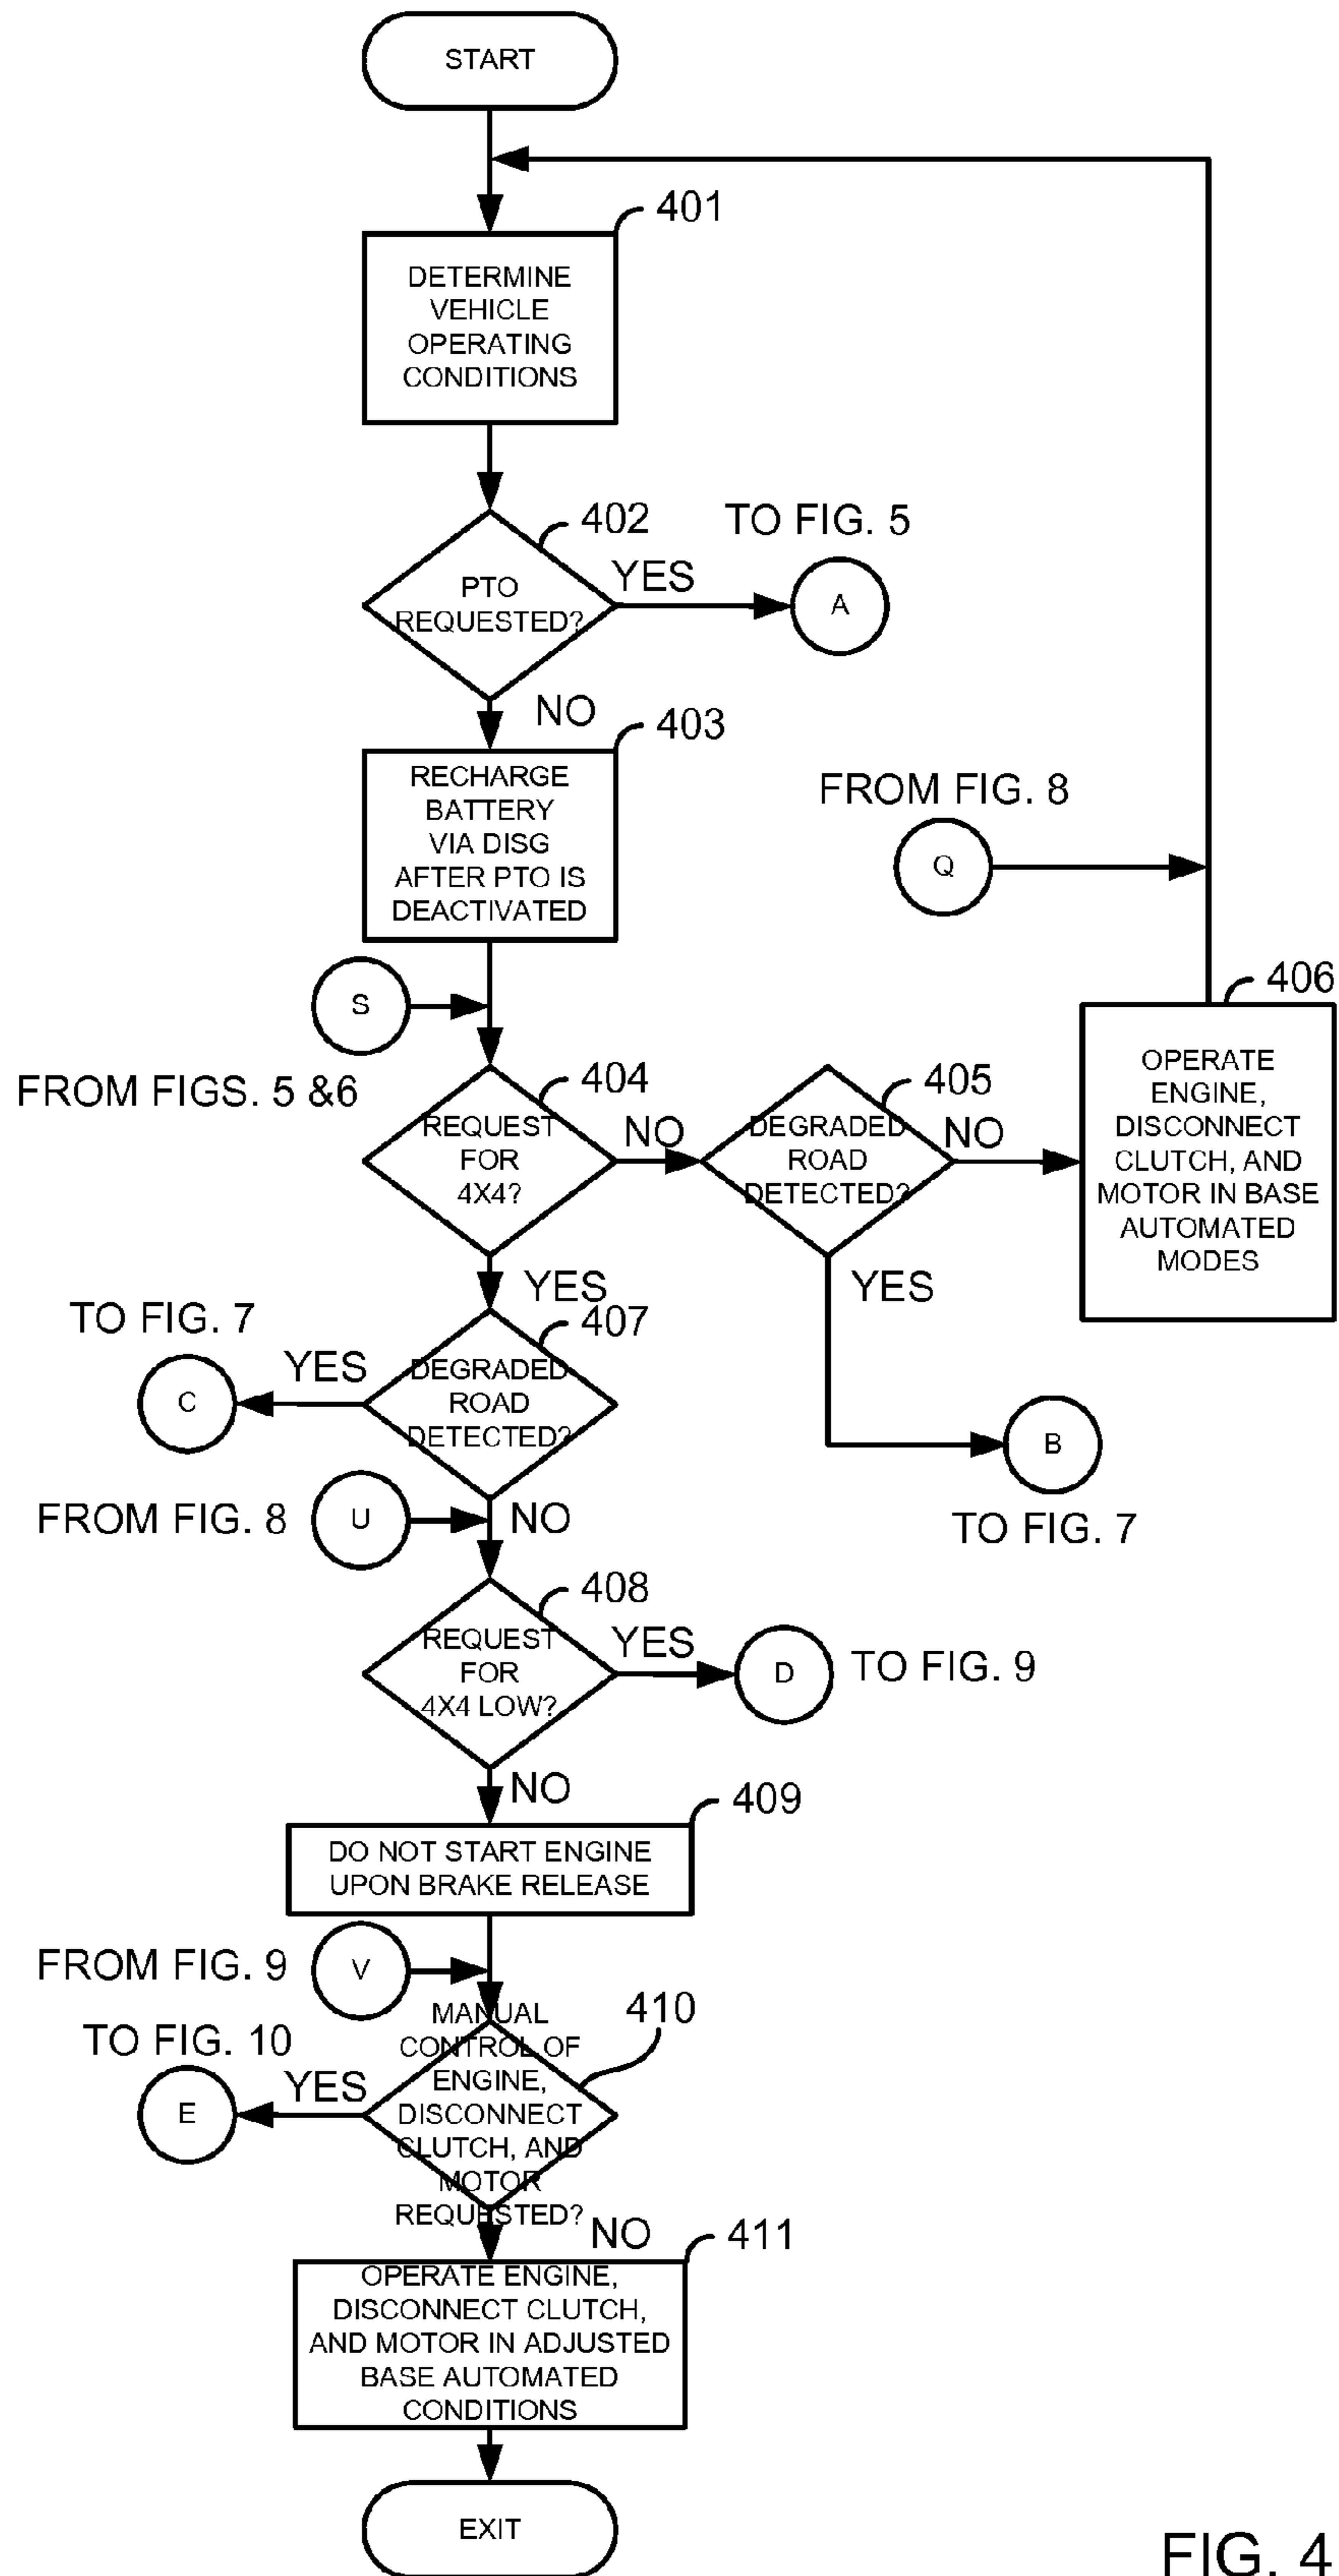 START
401
DETERMINE
VEHICLE
OPERATING
CONDITIONS
402
TO FIG. 5
PTO
REQUESTED?
YES
A
NO
403
RECHARGE
BATTERY
VIA DISG
AFTER PTO IS
DEACTIVATED
FROM FIG. 8
Q
S
FROM FIGS. 5 &6
404
REQUEST
FOR
4X4?
NO
405
DEGRADED
ROAD
DETECTED?
NO
406
OPERATE
ENGINE,
DISCONNECT
CLUTCH, AND
MOTOR IN BASE
AUTOMATED
MODES
YES
YES
B
TO FIG. 7
407
TO FIG. 7
C
YES
DEGRADED
ROAD
DETECTED?
FROM FIG. 8
U
NO
408
REQUEST
FOR
4X4 LOW?
YES
D
TO FIG. 9
NO
409
DO NOT START ENGINE
UPON BRAKE RELEASE
FROM FIG. 9
V
410
TO FIG. 10
E
YES
MANUAL
CONTROL OF
ENGINE,
DISCONNECT
CLUTCH, AND
MOTOR
REQUESTED?
NO
411
OPERATE ENGINE,
DISCONNECT CLUTCH,
AND MOTOR IN ADJUSTED
BASE AUTOMATED
CONDITIONS
EXIT
FIG. 4